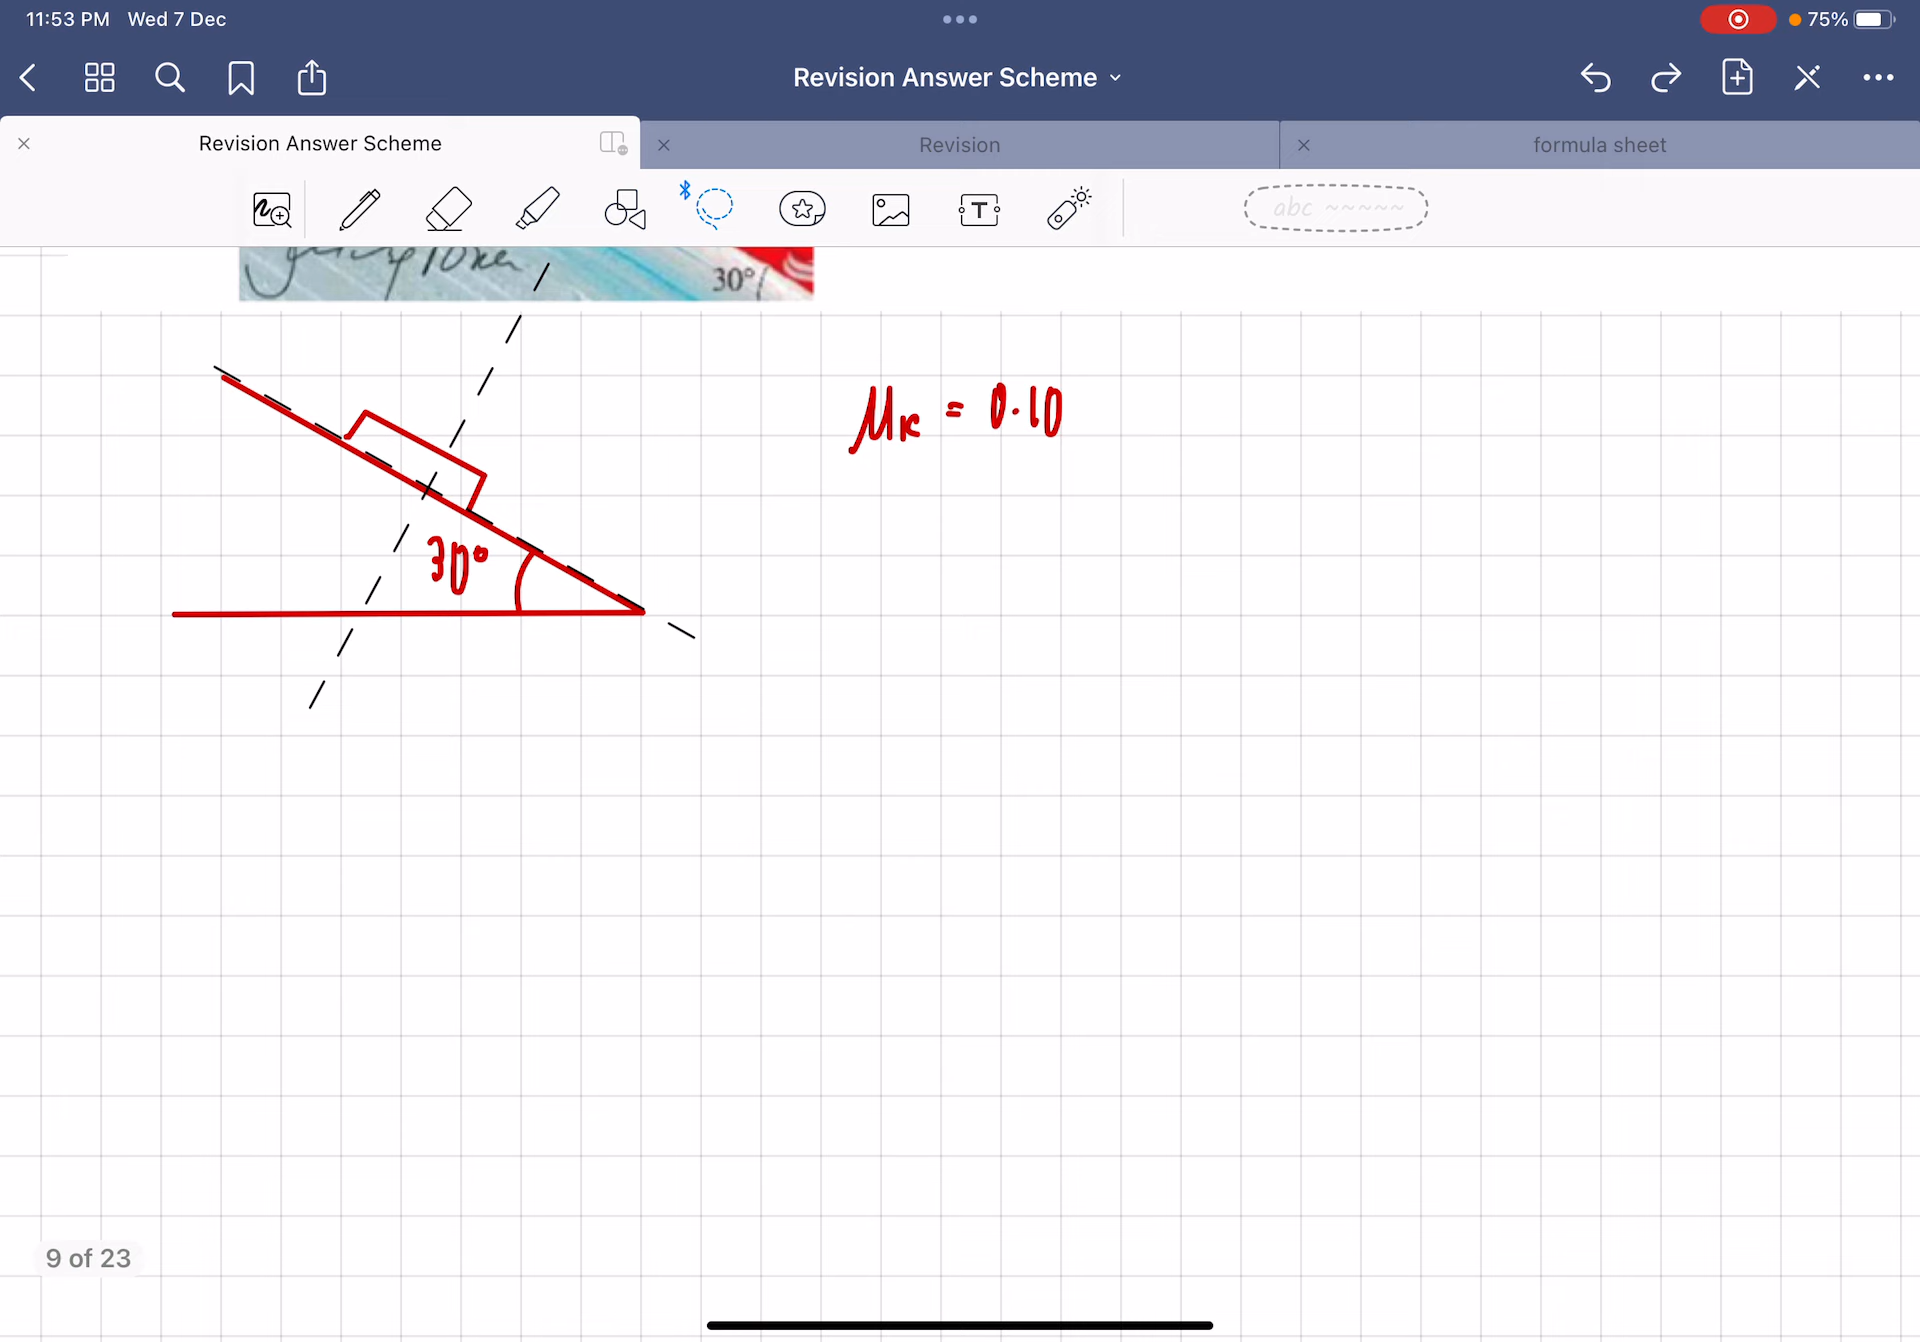 11:53 PM Wed 7 Dec
75%
Revision Answer Scheme
Revision Answer Scheme
Revision
formula sheet
T
abc
30°
μk = 0.10
30°
9 of 23